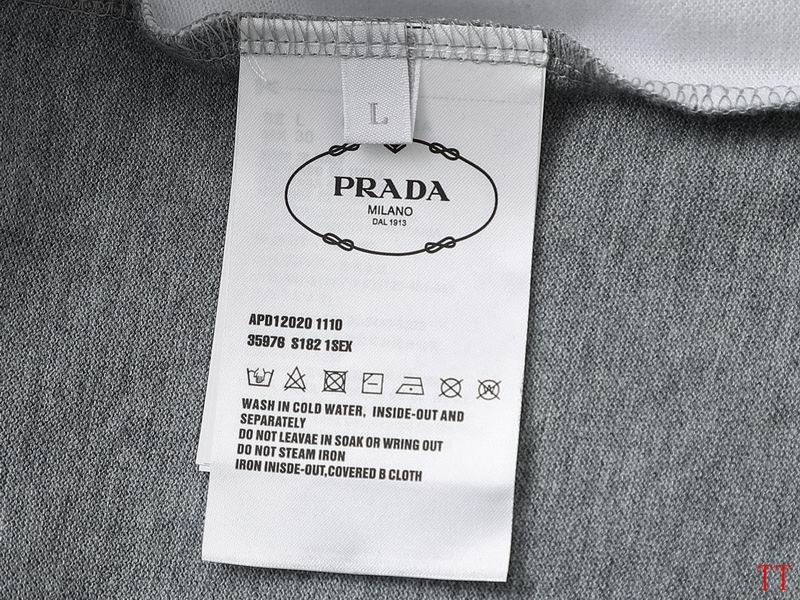 L
PRADA
MILANO
DAL 1913
APD12020 1110
35976 S182 1SEX
WASH IN COLD WATER, INSIDE-OUT AND
SEPARATELY
DO NOT LEAVAE IN SOAK OR WRING OUT
DO NOT STEAM IRON
IRON INISDE-OUT,COVERED B CLOTH
TT